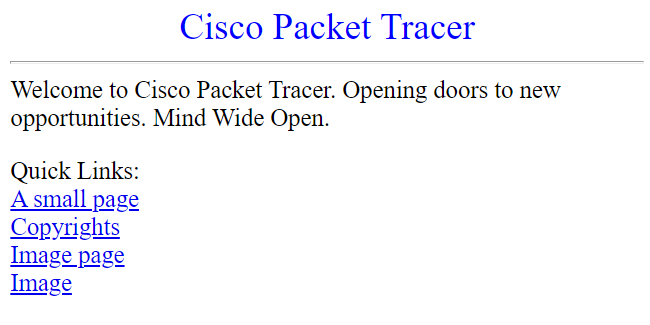 Cisco Packet Tracer
Welcome to Cisco Packet Tracer. Opening doors to new
opportunities. Mind Wide Open.
Quick Links:
A small page
Copyrights
Image page
Image